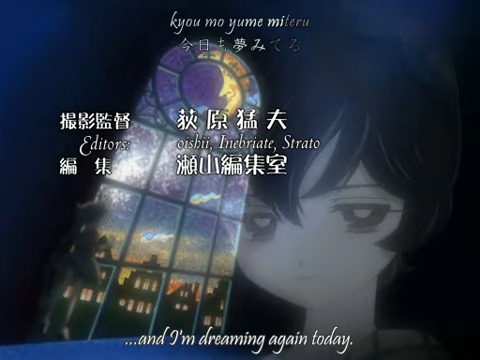 kyou mo yume miteru
今日も夢みてる
撮影監督 荻原猛夫
Editors: oishii, Inebriate, Strato
編集 瀬山編集室
...and I'm dreaming again today.